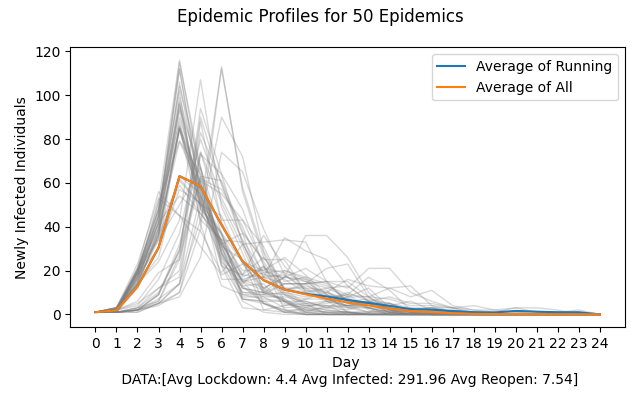 Epidemic Profiles for 50 Epidemics
120
100
80
60
40
20
0
Newly Infected Individuals
Average of Running
Average of All
0 1 2 3 4 5 6 7 8 9 10 11 12 13 14 15 16 17 18 19 20 21 22 23 24
Day
DATA:[Avg Lockdown: 4.4 Avg Infected: 291.96 Avg Reopen: 7.54]